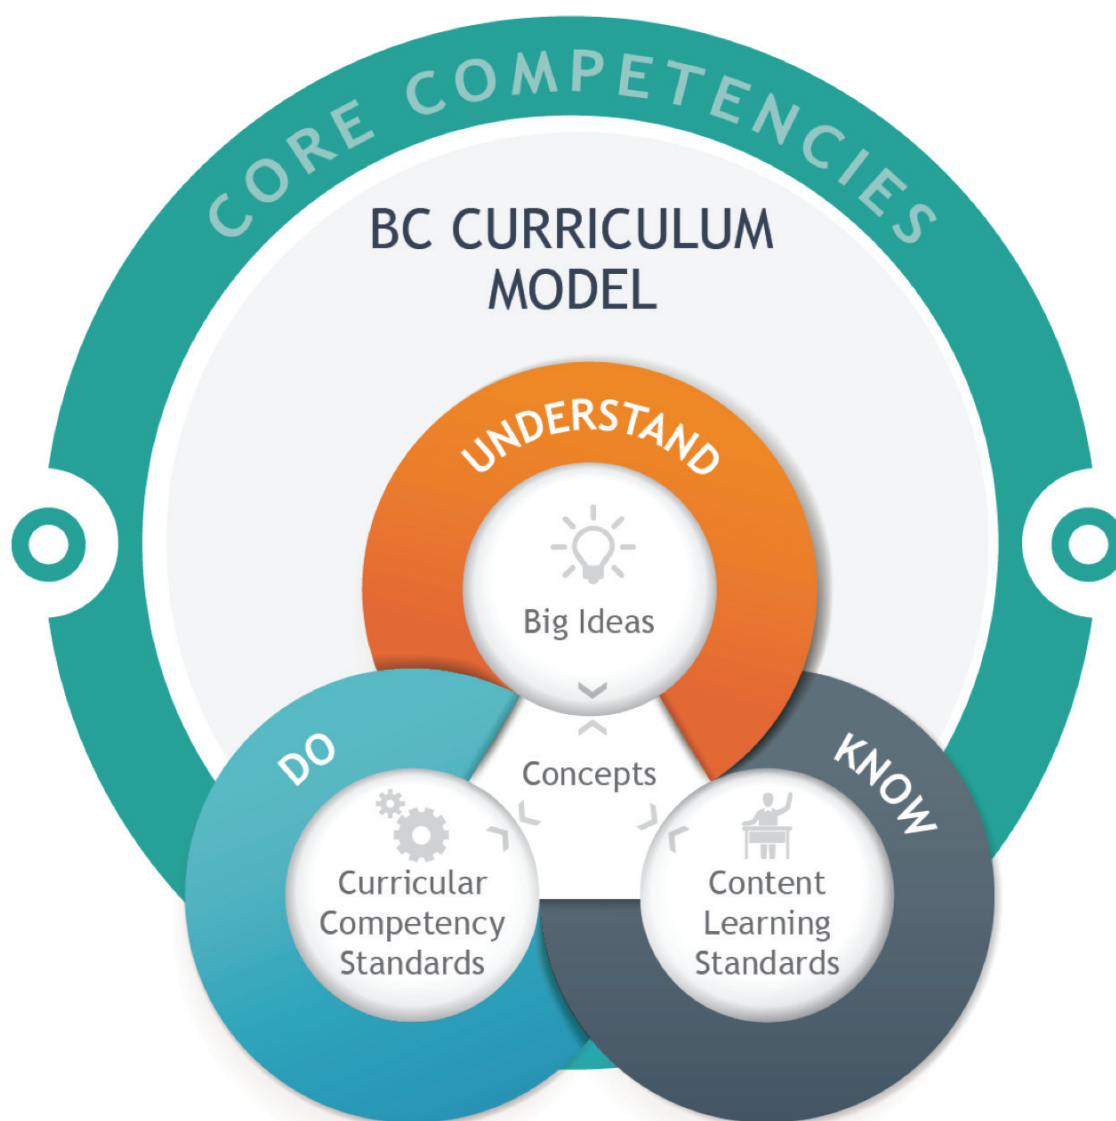 CORE COMPETENCIES
BC CURRICULUM
MODEL
UNDERSTAND
Big Ideas
DO
Concepts
KNOW
Curricular
Competency
Standards
Content
Learning
Standards